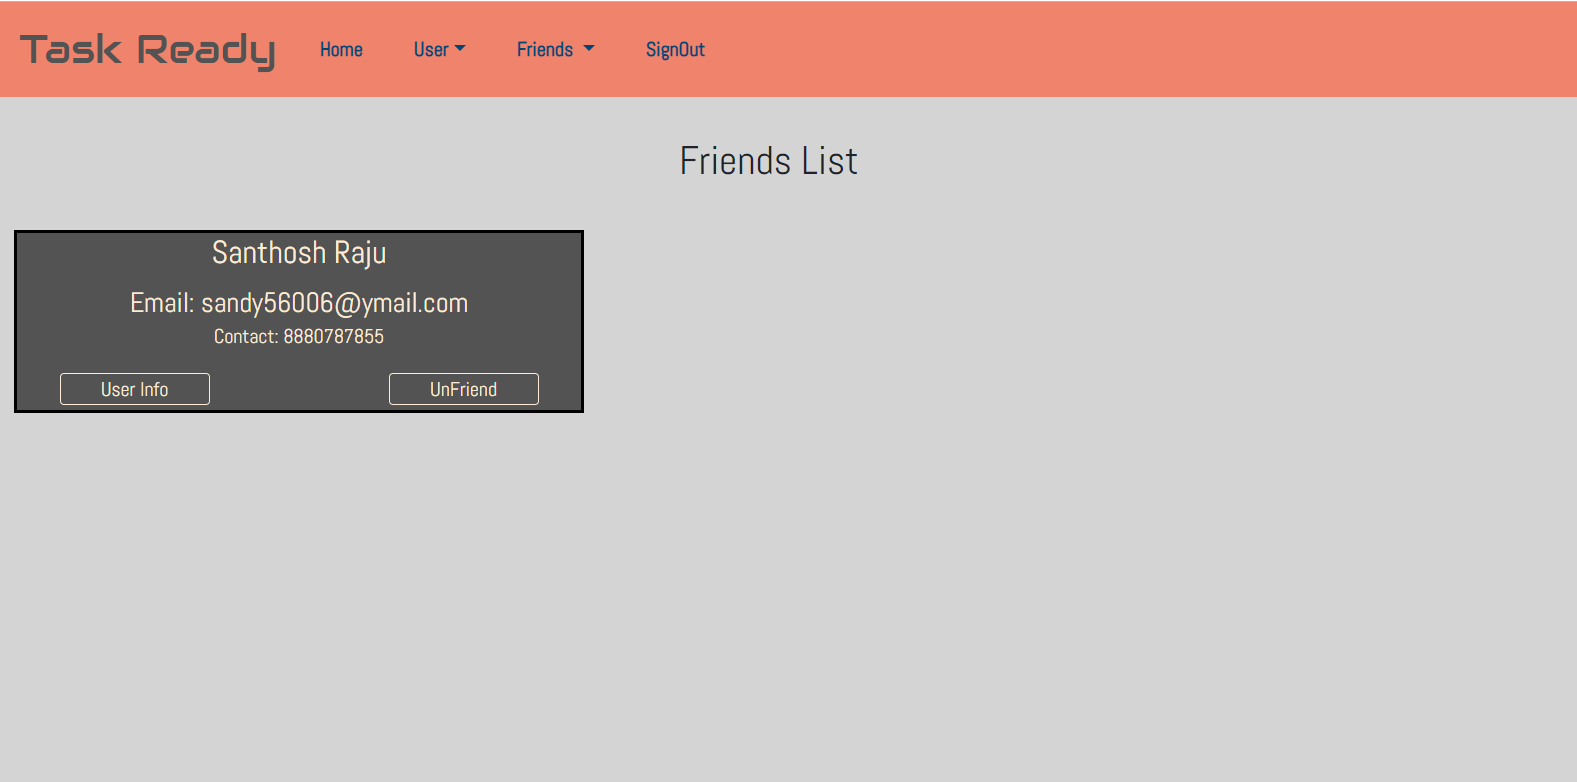 Task Ready Home User Friends SignOut
Friends List
Santhosh Raju
Email: sandy56006@ymail.com
Contact: 8880787855
User Info UnFriend